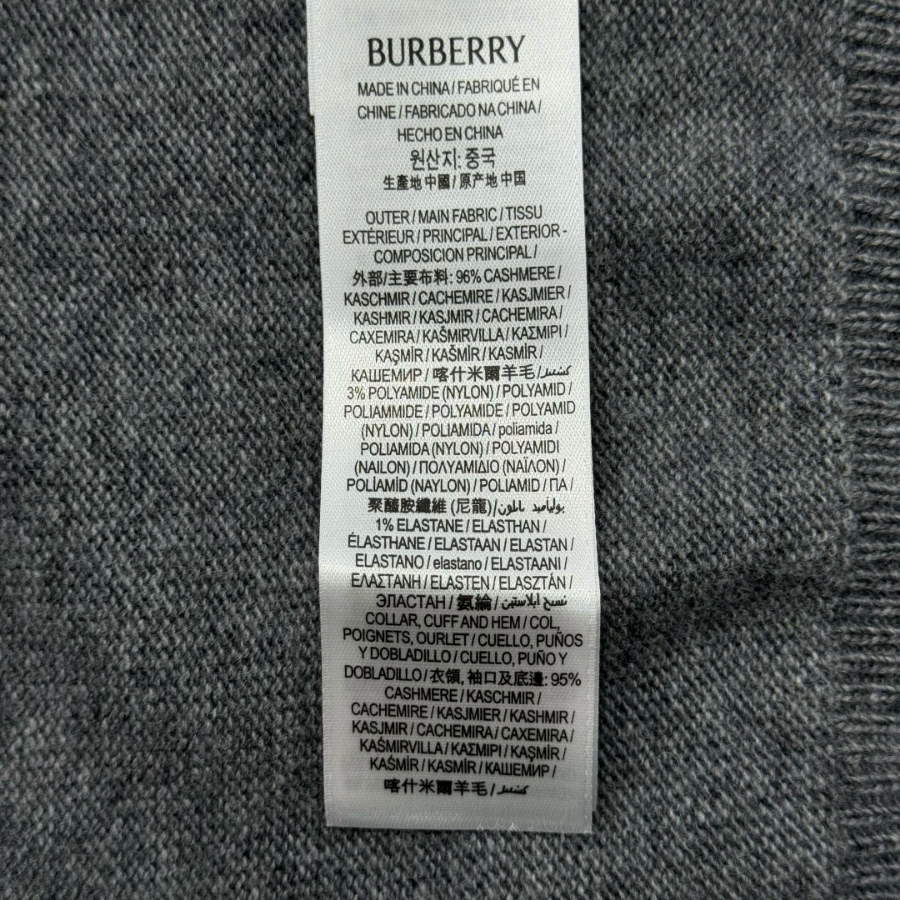 BURBERRY
MADE IN CHINA / FABRIQUÉ EN
CHINE / FABRICADO NA CHINA /
HECHO EN CHINA
원산지: 중국
生產地 中國 / 原产地 中国
OUTER / MAIN FABRIC / TISSU
EXTÉRIEUR / PRINCIPAL / EXTERIOR -
COMPOSICION PRINCIPAL /
外部/主要布料: 96% CASHMERE /
KASCHMIR / CACHEMIRE / KASJMIER /
KASHMIR / KASJMIR / CACHEMIRA /
CAXEMIRA / KAŠMIRVILLA / ΚΑΣΜΙΡΙ /
KAŞMİR / KAŠMÍR / KASMÍR /
КАШЕМИР / 喀什米爾羊毛 / كشمير
3% POLYAMIDE (NYLON) / POLYAMID /
POLIAMMIDE / POLYAMIDE / POLYAMID
(NYLON) / POLIAMIDA / poliamida /
POLIAMIDA (NYLON) / POLYAMIDI
(NAILON) / ΠΟΛΥΑΜΙΔΙΟ (ΝΑΪΛΟΝ) /
POLİAMİD (NAYLON) / POLIAMID / ПА /
聚醯胺纖維 (尼龍)/ بولياميد نايلون
1% ELASTANE / ELASTHAN /
ÉLASTHANE / ELASTAAN / ELASTAN /
ELASTANO / elastano / ELASTAANI /
ΕΛΑΣΤΑΝΗ / ELASTEN / ELASZTÁN /
ЭЛАСТАН / 氨綸 / نسيج ايلاستين
COLLAR, CUFF AND HEM / COL,
POIGNETS, OURLET / CUELLO, PUÑOS
Y DOBLADILLO / CUELLO, PUÑO Y
DOBLADILLO / 衣領, 袖口及底邊: 95%
CASHMERE / KASCHMIR /
CACHEMIRE / KASJMIER / KASHMIR /
KASJMIR / CACHEMIRA / CAXEMIRA /
KAŠMIRVILLA / ΚΑΣΜΙΡΙ / KAŞMİR /
KAŠMÍR / KASMÍR / КАШЕМИР /
喀什米爾羊毛 / كشمير